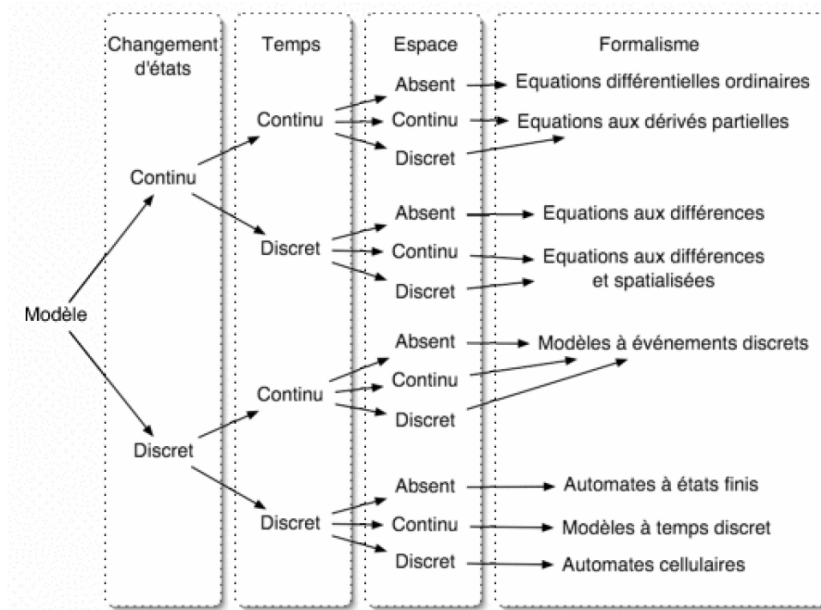 Changement
d'états
Temps
Espace
Formalisme
Absent
Equations différentielles ordinaires
Continu
Continu
Equations aux dérivés partielles
Discret
Continu
Absent
Equations aux différences
Discret
Continu
Equations aux différences
et spatialisées
Discret
Modèle
Absent
Modèles à événements discrets
Continu
Continu
Discret
Discret
Absent
Automates à états finis
Discret
Continu
Modèles à temps discret
Discret
Automates cellulaires